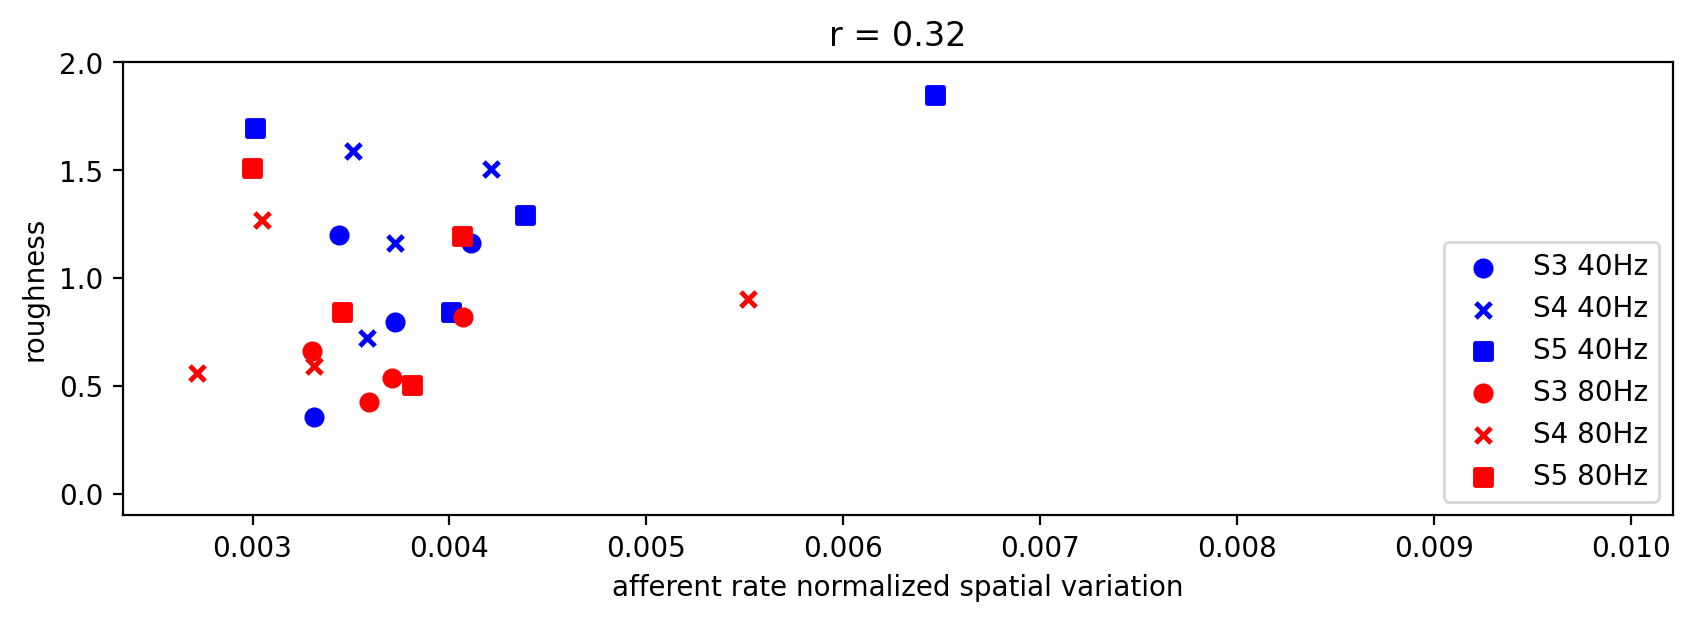 r = 0.32
2.0
1.5
1.0
0.5
0.0
roughness
S3 40Hz
S4 40Hz
S5 40Hz
S3 80Hz
S4 80Hz
S5 80Hz
0.003 0.004 0.005 0.006 0.007 0.008 0.009 0.010
afferent rate normalized spatial variation